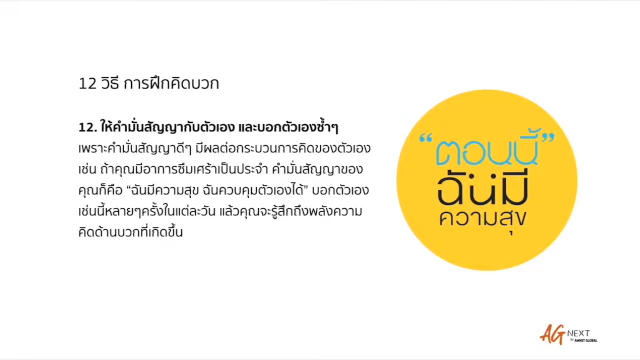 12 วิธี การฝึกคิดบวก
12. ให้คำมั่นสัญญากับตัวเอง และบอกตัวเองซ้ำๆ
เพราะคำมั่นสัญญาดีๆ มีผลต่อกระบวนการคิดของตัวเอง
เช่น ถ้าคุณมีอาการซึมเศร้าเป็นประจำ คำมั่นสัญญาของ
คุณก็คือ “ฉันมีความสุข ฉันควบคุมตัวเองได้” บอกตัวเอง
เช่นนี้หลายๆครั้งในแต่ละวัน แล้วคุณจะรู้สึกถึงพลังความ
คิดด้านบวกที่เกิดขึ้น
“ตอนนี้”
ฉันมี
ความสุข
AG NEXT
by AMNET GLOBAL